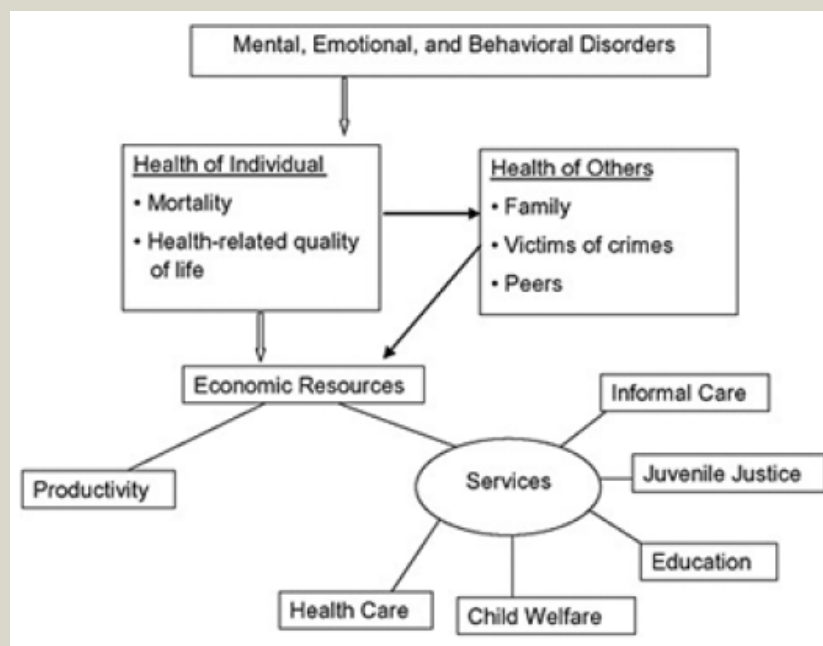 Mental, Emotional, and Behavioral Disorders
Health of Individual
• Mortality
• Health-related quality
of life
Health of Others
• Family
• Victims of crimes
• Peers
Economic Resources
Informal Care
Productivity
Services
Juvenile Justice
Education
Health Care
Child Welfare